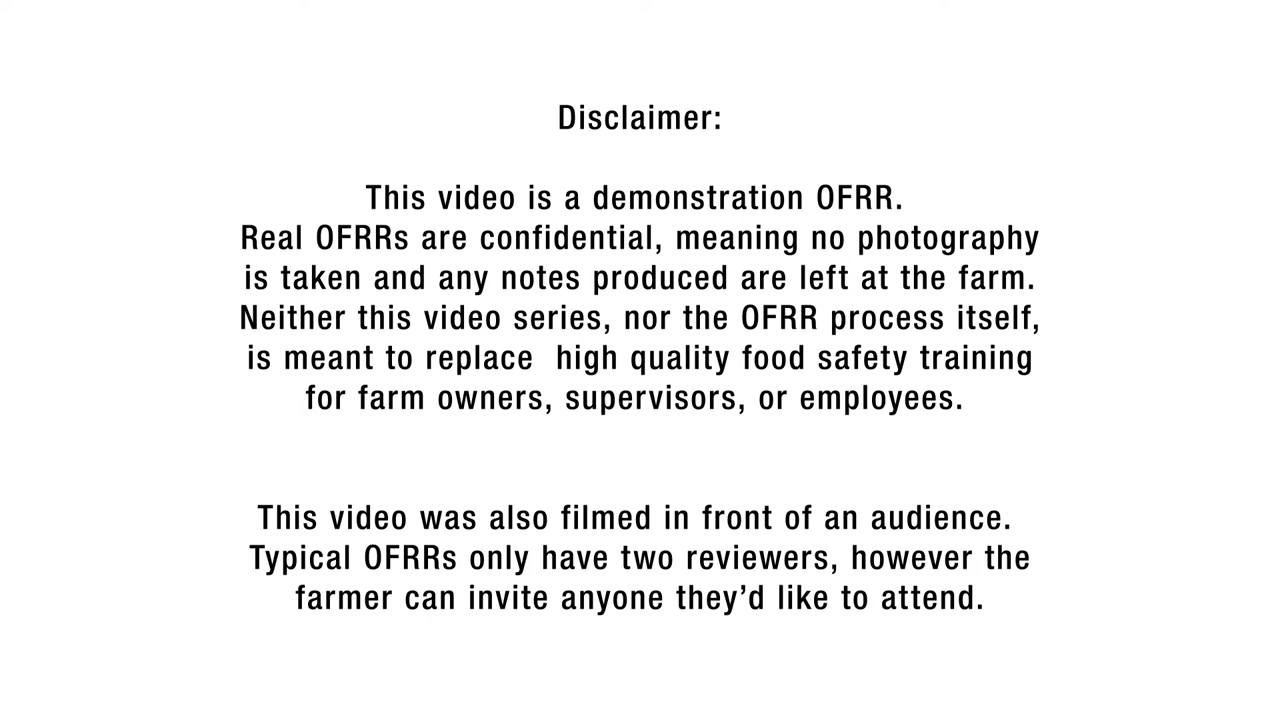 Disclaimer:
This video is a demonstration OFRR.
Real OFRRs are confidential, meaning no photography
is taken and any notes produced are left at the farm.
Neither this video series, nor the OFRR process itself,
is meant to replace  high quality food safety training
for farm owners, supervisors, or employees.
This video was also filmed in front of an audience.
Typical OFRRs only have two reviewers, however the
farmer can invite anyone they’d like to attend.